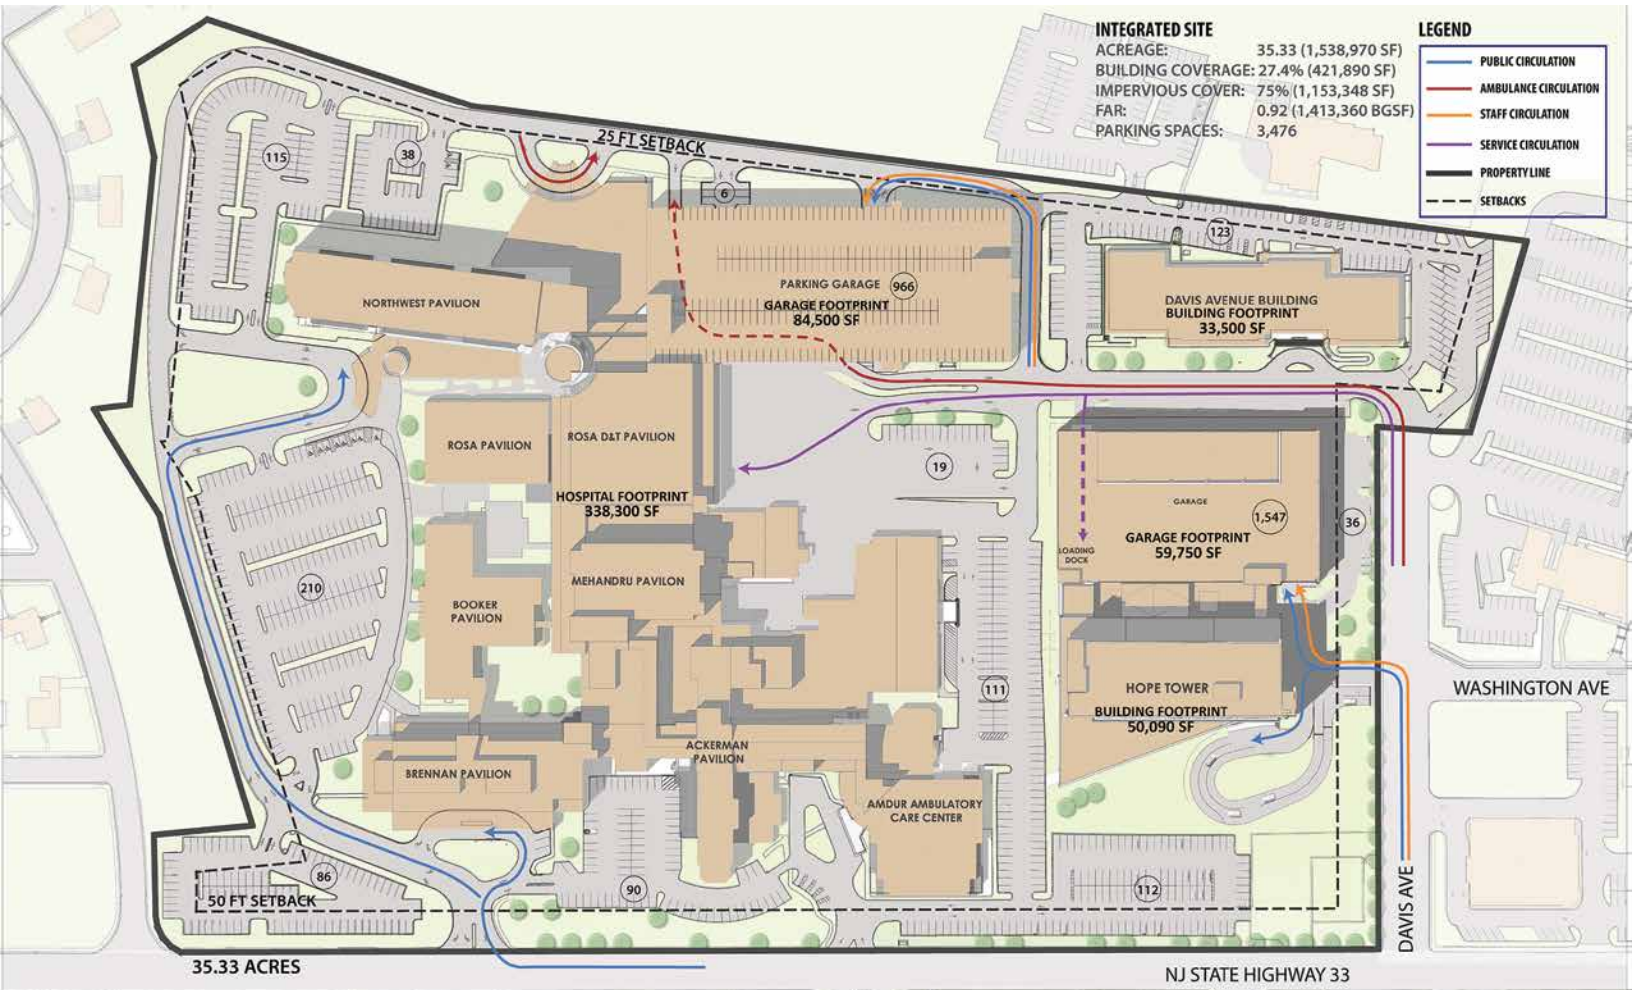 INTEGRATED SITE
ACREAGE: 35.33 (1,538,970 SF)
BUILDING COVERAGE: 27.4% (421,890 SF)
IMPERVIOUS COVER: 75% (1,153,348 SF)
FAR: 0.92 (1,413,360 BGSF)
PARKING SPACES: 3,476
LEGEND
PUBLIC CIRCULATION
AMBULANCE CIRCULATION
STAFF CIRCULATION
SERVICE CIRCULATION
PROPERTY LINE
SETBACKS
25 FT SETBACK
115
38
6
123
NORTHWEST PAVILION
PARKING GARAGE 966
GARAGE FOOTPRINT
84,500 SF
DAVIS AVENUE BUILDING
BUILDING FOOTPRINT
33,500 SF
ROSA PAVILION
ROSA D&T PAVILION
19
HOSPITAL FOOTPRINT
338,300 SF
GARAGE
1,547
36
GARAGE FOOTPRINT
59,750 SF
LOADING
DOCK
MEHANDRU PAVILON
210
BOOKER
PAVILION
111
HOPE TOWER
BUILDING FOOTPRINT
50,090 SF
WASHINGTON AVE
ACKERMAN
PAVILION
BRENNAN PAVILION
AMDUR AMBULATORY
CARE CENTER
86
90
112
50 FT SETBACK
DAVIS AVE
35.33 ACRES
NJ STATE HIGHWAY 33